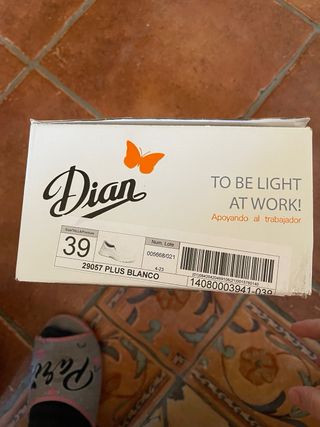 Dian
TO BE LIGHT
AT WORK!
Apoyando al trabajador
39
Num. Lote
005668/021
4-23
29057 PLUS BLANCO
14080003941-039
Paris